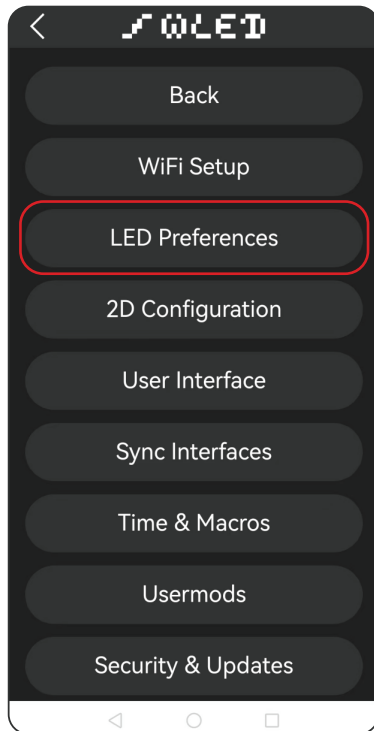 WLED
Back
WiFi Setup
LED Preferences
2D Configuration
User Interface
Sync Interfaces
Time & Macros
Usermods
Security & Updates